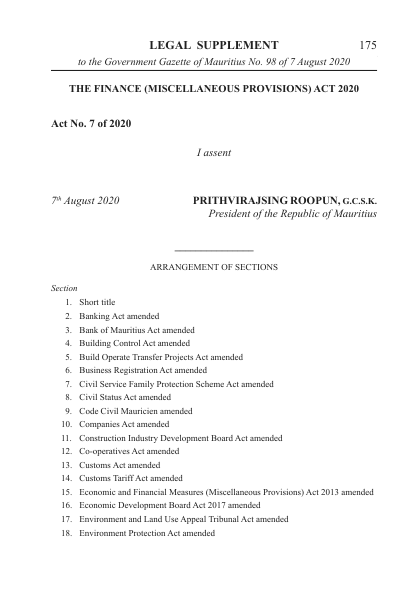 LEGAL SUPPLEMENT 175
to the Government Gazette of Mauritius No. 98 of 7 August 2020
THE FINANCE (MISCELLANEOUS PROVISIONS) ACT 2020
Act No. 7 of 2020
I assent
7th August 2020 PRITHVIRAJSING ROOPUN, G.C.S.K.
President of the Republic of Mauritius
ARRANGEMENT OF SECTIONS
Section
1. Short title
2. Banking Act amended
3. Bank of Mauritius Act amended
4. Building Control Act amended
5. Build Operate Transfer Projects Act amended
6. Business Registration Act amended
7. Civil Service Family Protection Scheme Act amended
8. Civil Status Act amended
9. Code Civil Mauricien amended
10. Companies Act amended
11. Construction Industry Development Board Act amended
12. Co-operatives Act amended
13. Customs Act amended
14. Customs Tariff Act amended
15. Economic and Financial Measures (Miscellaneous Provisions) Act 2013 amended
16. Economic Development Board Act 2017 amended
17. Environment and Land Use Appeal Tribunal Act amended
18. Environment Protection Act amended